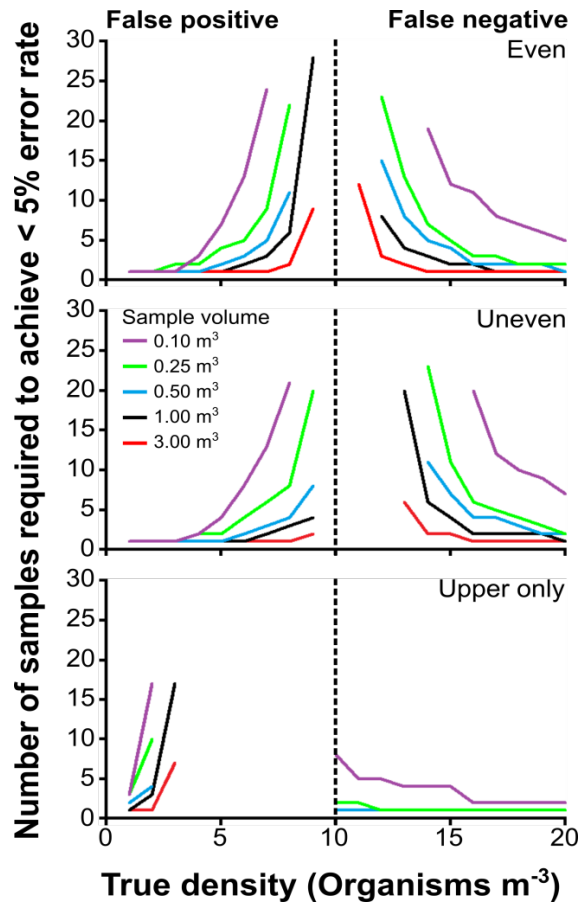 False positive
False negative
Even
Number of samples required to achieve < 5% error rate
30
25
20
15
10
5
0
Uneven
Sample volume
0.10 m³
0.25 m³
0.50 m³
1.00 m³
3.00 m³
30
25
20
15
10
5
0
Upper only
30
25
20
15
10
5
0
0 5 10 15 20
True density (Organisms m⁻³)